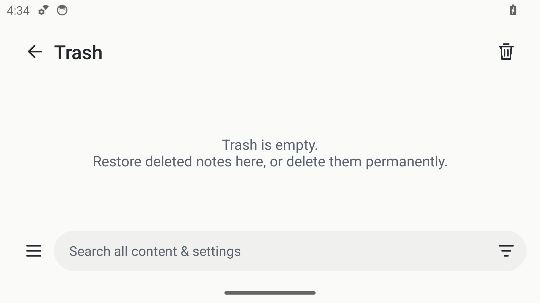 4:34
Trash
Trash is empty.
Restore deleted notes here, or delete them permanently.
Search all content & settings